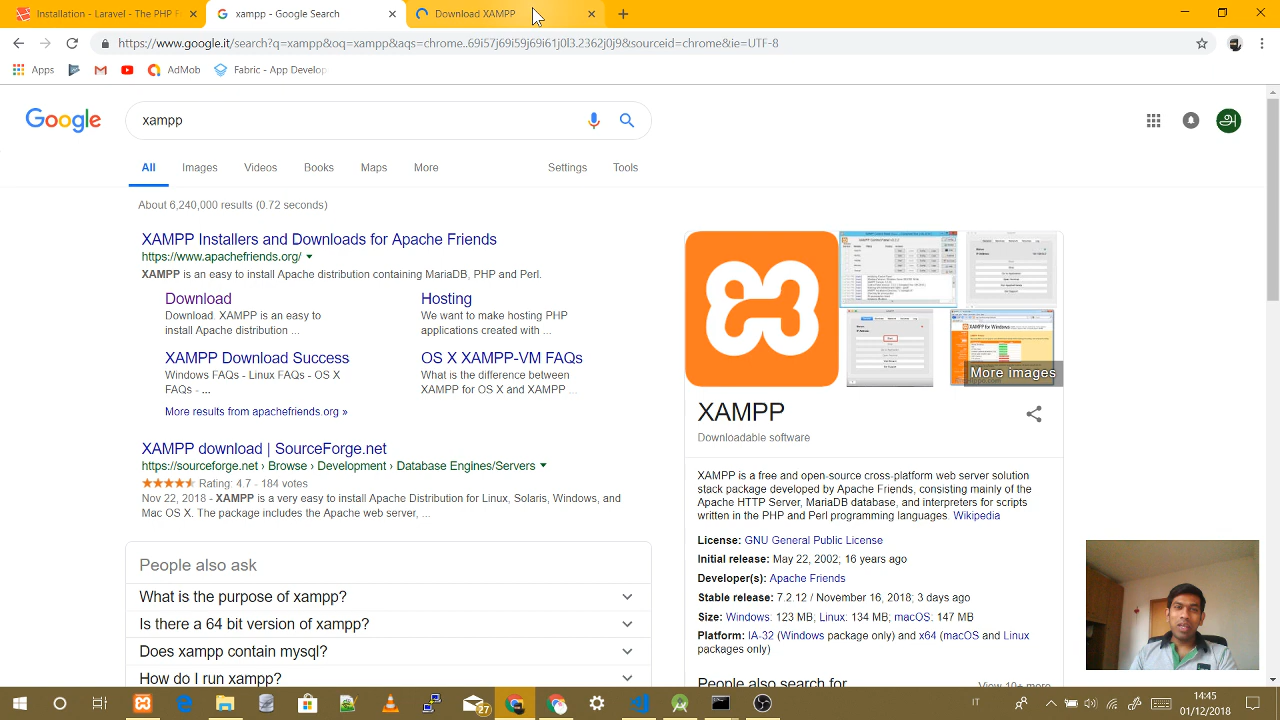 Installation - Laravel - The PHP F
xampp - Google Search
Download XAMPP
https://www.google.it/search?q=xampp&oq=xampp&aqs=chrome..69i57j69i59j69i61j0l3.2362j0j9&sourceid=chrome&ie=UTF-8
Apps
AdMob
Fabric - App Develop
Google
xampp
அ
All
Images
Videos
Books
Maps
More
Settings
Tools
About 6,240,000 results (0.72 seconds)
XAMPP d Downloads for Apache Friends
XAMPP is Apache distribution containing MariaDB, PHP and Perl.
Download
Download. XAMPP easy to
install Apache distribution
Hosting
We want to make hosting PHP
applications created on a
XAMPP Download Success
Windows FAQs - Linux FAQs - OS X
FAQs - ...
OS X XAMPP-VM FAQs
What is the difference between
XAMPP for OS X and XAMPP ...
More results from apachefriends.org »
XAMPP download | SourceForge.net
https://sourceforge.net › Browse › Development › Database Engines/Servers
Rating: 4.7 - 184 votes
Nov 22, 2018 - XAMPP is a very easy to install Apache Distribution for Linux, Solaris, Windows, and
Mac OS X. The package includes the Apache web server, ...
People also ask
What is the purpose of xampp?
Is there a 64 bit version of xampp?
Does xampp contain mysql?
How do I run xampp?
XAMPP for Windows
More images
XAMPP
Downloadable software
XAMPP is a free and open-source cross-platform web server solution
stack package developed by Apache Friends, consisting mainly of the
Apache HTTP Server, MariaDB database, and interpreters for scripts
written in the PHP and Perl programming languages. Wikipedia
License: GNU General Public License
Initial release: May 22, 2002, 16 years ago
Developer(s): Apache Friends
Stable release: 7.2.12 / November 16, 2018; 3 days ago
Size: Windows: 123 MB; Linux: 134 MB; macOS: 147 MB
Platform: IA-32 (Windows package only) and x64 (macOS and Linux
packages only)
People also search for
View 10+ more
27
IT
14:45
01/12/2018